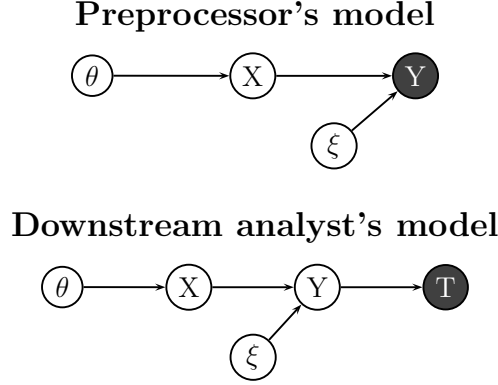 Preprocessor's model
θ X Y
ξ
Downstream analyst's model
θ X Y T
ξ